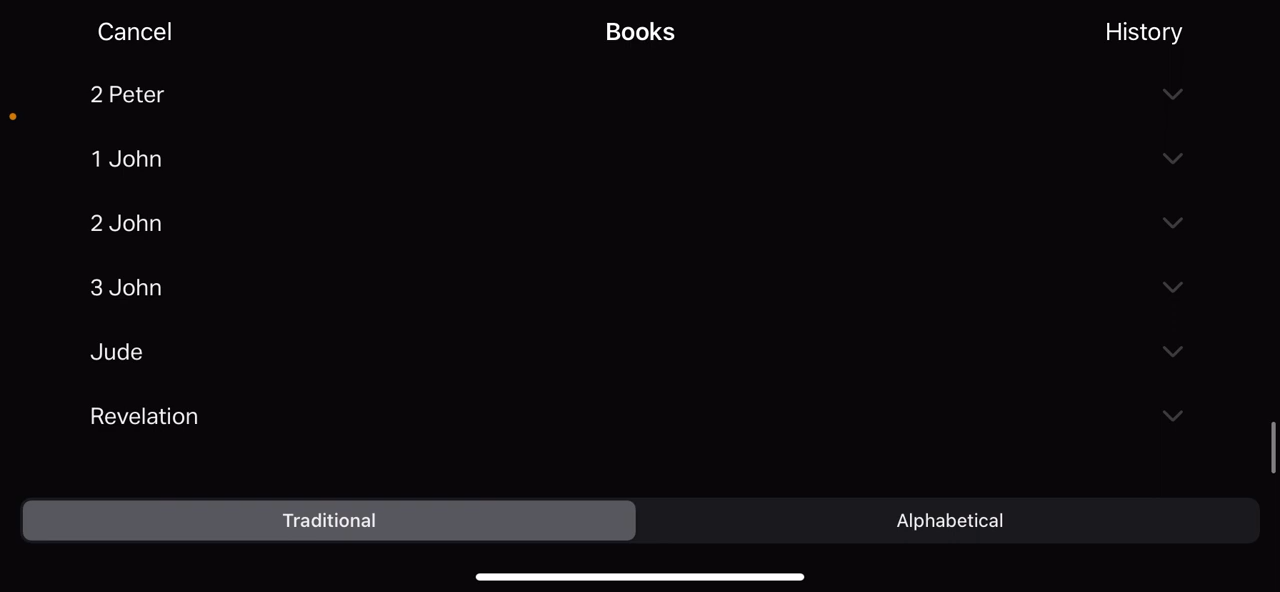 Cancel Books History
2 Peter
1 John
2 John
3 John
Jude
Revelation
Traditional Alphabetical